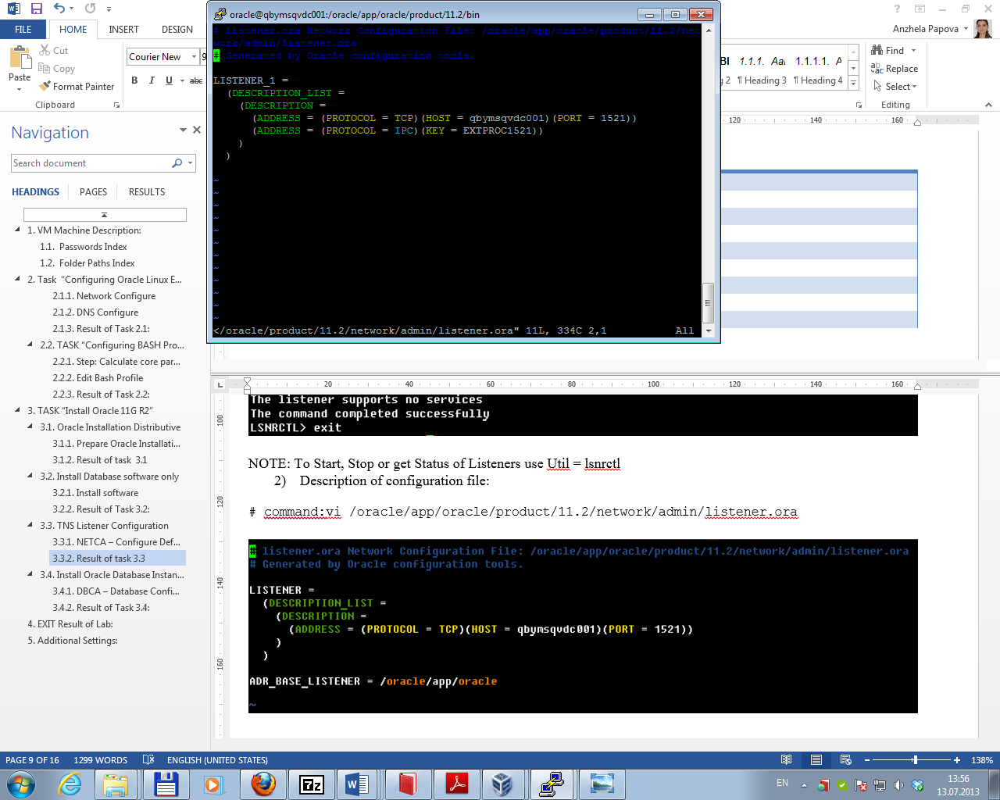 FILE
HOME
INSERT
DESIGN
Anzhela Papova
Paste
Cut
Copy
Format Painter
Clipboard
Courier New
9
B I U abc
oracle@qbymsqvdc001:/oracle/app/oracle/product/11.2/bin
# listener.ora Network Configuration File: /oracle/app/oracle/product/11.2/net
work/admin/listener.ora
# Generated by Oracle configuration tools.
LISTENER_1 =
(DESCRIPTION_LIST =
(DESCRIPTION =
(ADDRESS = (PROTOCOL = TCP)(HOST = qbymsqvdc001)(PORT = 1521))
(ADDRESS = (PROTOCOL = IPC)(KEY = EXTPROC1521))
)
)
~
~
~
~
~
~
~
~
~
~
~
~
</oracle/product/11.2/network/admin/listener.ora" 11L, 334C 2,1 All
1.1.1.
1.1.1.1.
¶ Heading 3
¶ Heading 4
Find
Replace
Select
Editing
120 140 160
Navigation
Search document
HEADINGS
PAGES
RESULTS
1. VM Machine Description:
1.1. Passwords Index
1.2. Folder Paths Index
2. Task “Configuring Oracle Linux E...
2.1.1. Network Configure
2.1.2. DNS Configure
2.1.3. Result of Task 2.1:
2.2. TASK “Configuring BASH Pro...
2.2.1. Step: Calculate core par...
2.2.2. Edit Bash Profile
2.2.3. Result of Task 2.2:
3. TASK “Install Oracle 11G R2”
3.1. Oracle Installation Distributive
3.1.1. Prepare Oracle Installati...
3.1.2. Result of task 3.1
3.2. Install Database software only
3.2.1. Install software
3.2.2. Result of Task 3.2:
3.3. TNS Listener Configuration
3.3.1. NETCA – Configure Def...
3.3.2. Result of task 3.3
3.4. Install Oracle Database Instan...
3.4.1. DBCA – Database Confi...
3.4.2. Result of Task 3.4:
4. EXIT Result of Lab:
5. Additional Settings:
20 40 60 80 100 120 140 160
100
120
140
160
The listener supports no services
The command completed successfully
LSNRCTL> exit
NOTE: To Start, Stop or get Status of Listeners use Util = lsnrctl
2) Description of configuration file:
# command:vi /oracle/app/oracle/product/11.2/network/admin/listener.ora
# listener.ora Network Configuration File: /oracle/app/oracle/product/11.2/network/admin/listener.ora
# Generated by Oracle configuration tools.
LISTENER =
(DESCRIPTION_LIST =
(DESCRIPTION =
(ADDRESS = (PROTOCOL = TCP)(HOST = qbymsqvdc001)(PORT = 1521))
)
)
ADR_BASE_LISTENER = /oracle/app/oracle
~
PAGE 9 OF 16
1299 WORDS
ENGLISH (UNITED STATES)
138%
7z
EN
13:56
13.07.2013